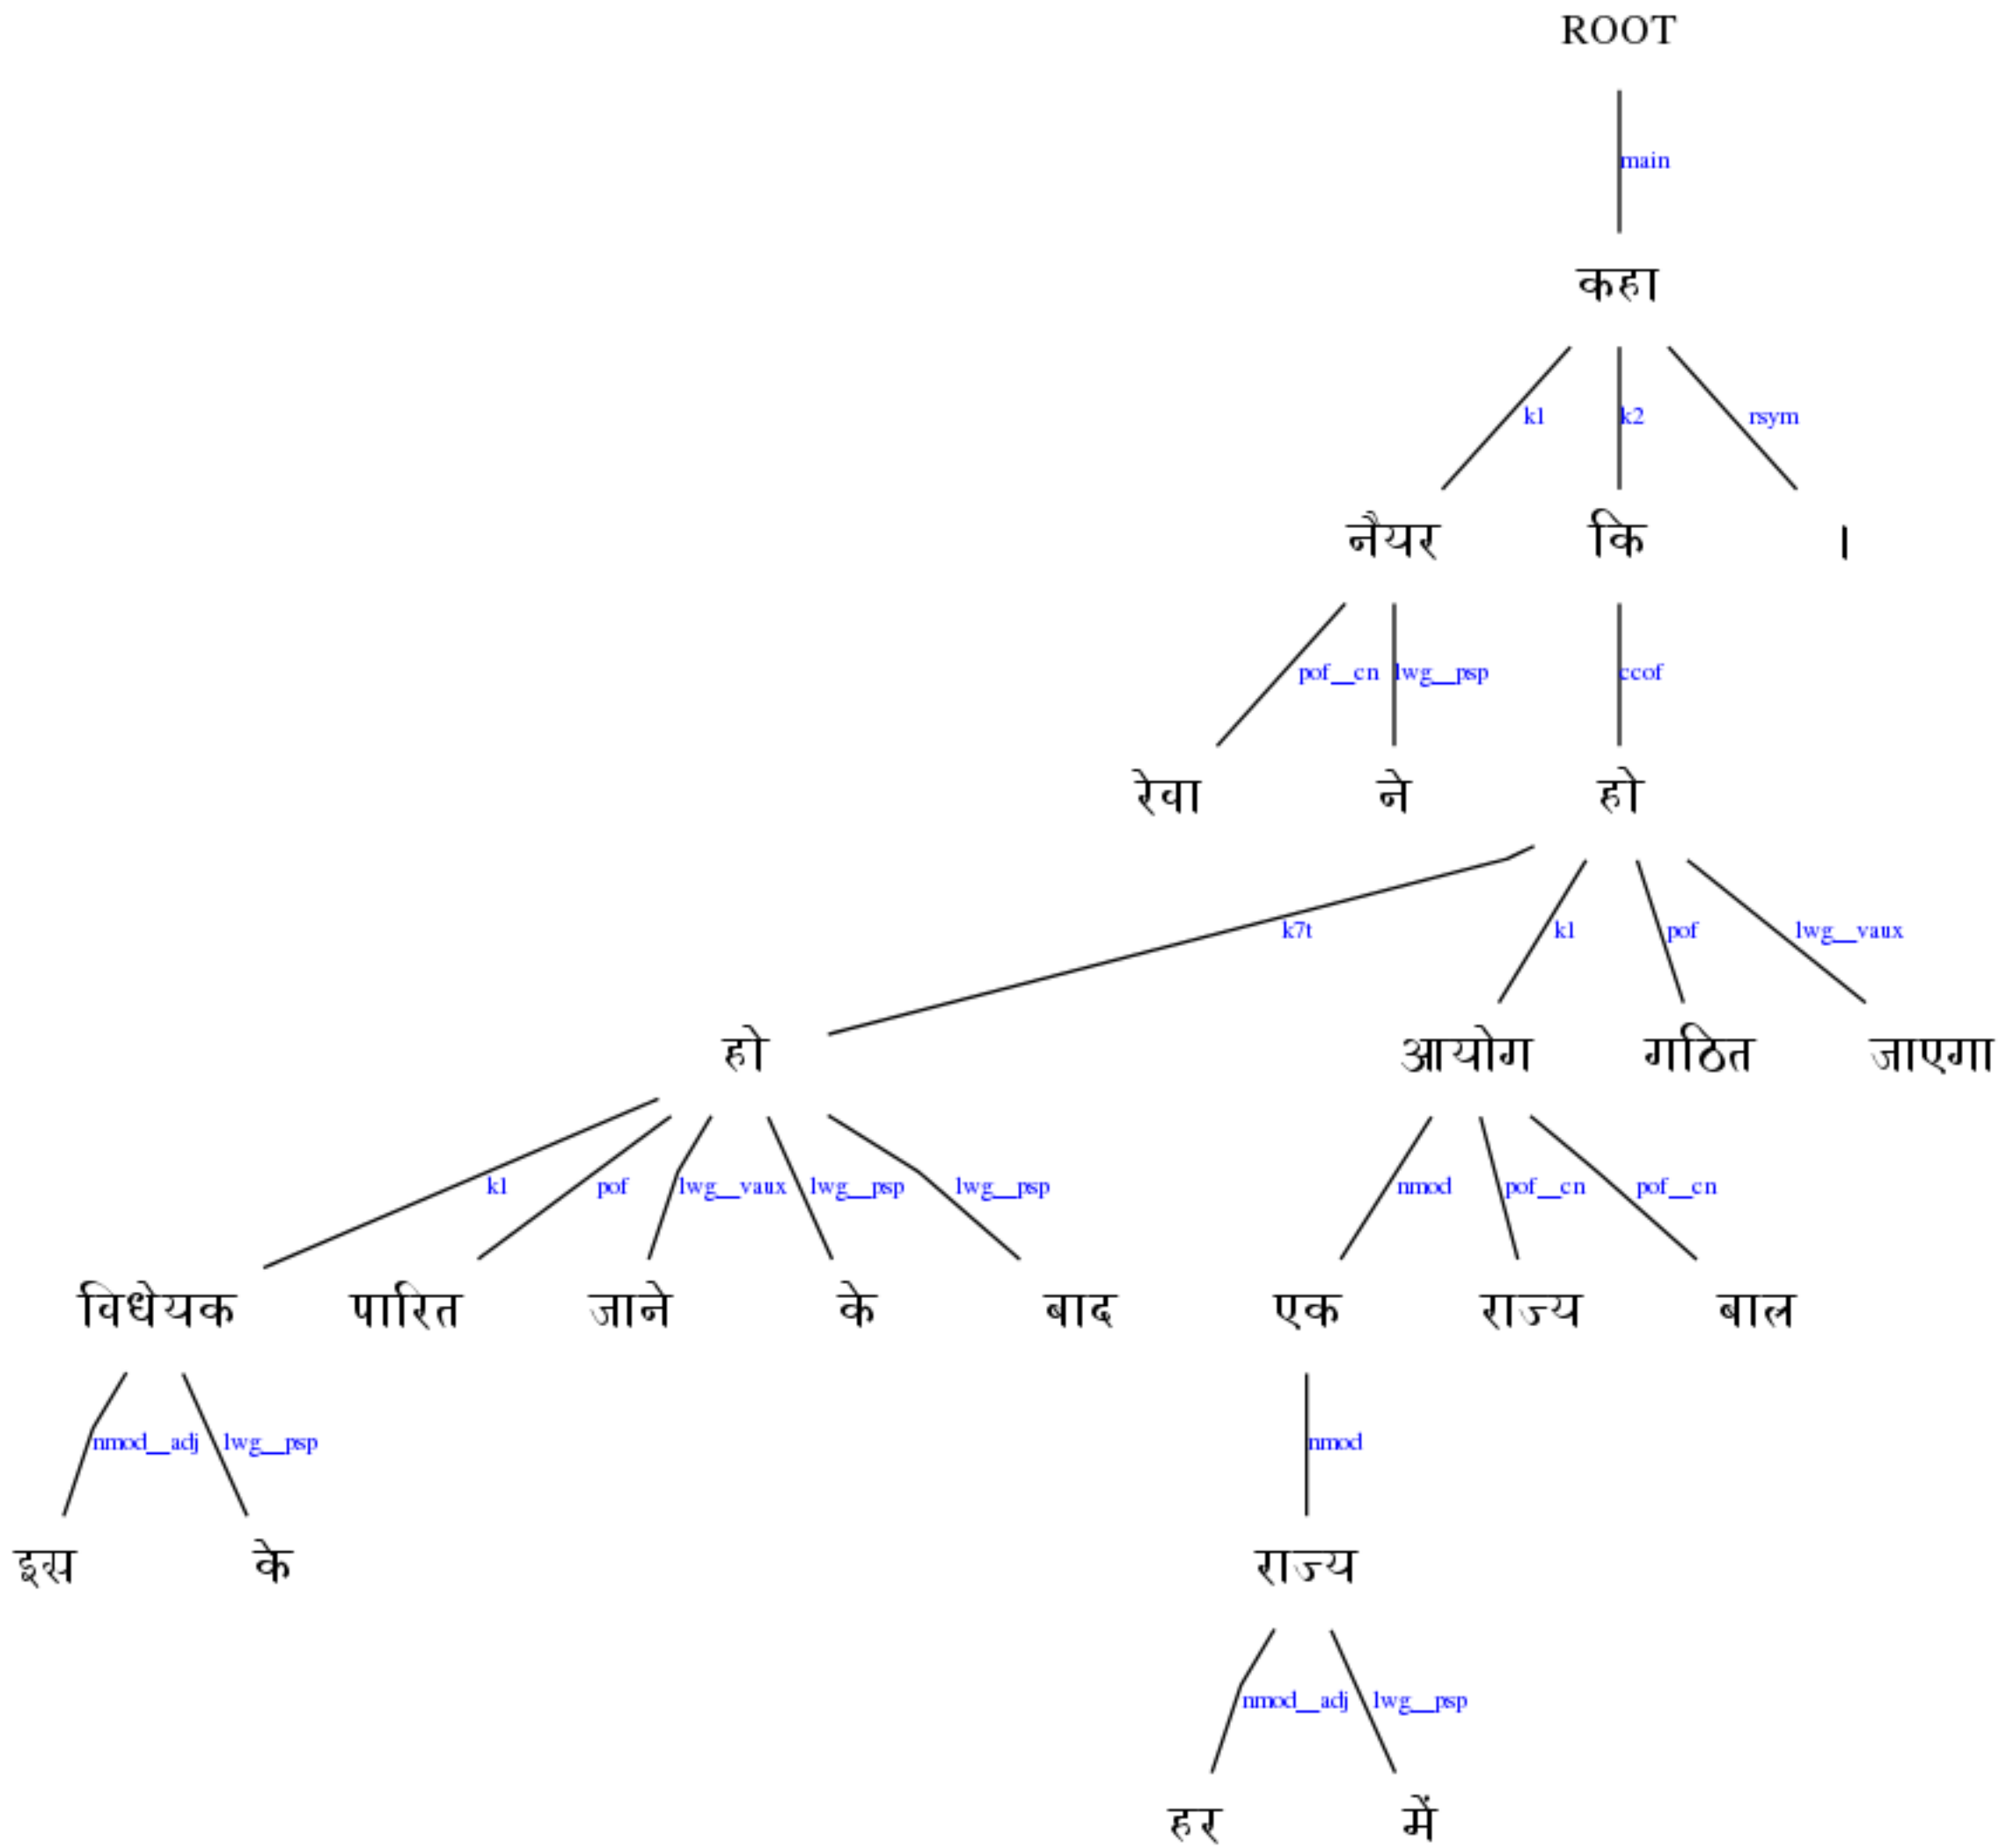 ROOT
main
कहा
k1 k2 rsym
नैयर कि ।
pof__cn lwg__psp ccof
रेवा ने हो
k7t k1 pof lwg__vaux
हो आयोग गठित जाएगा
k1 pof lwg__vaux lwg__psp lwg__psp nmod pof__cn pof__cn
विधेयक पारित जाने के बाद एक राज्य बाल
nmod__adj lwg__psp nmod
इस के राज्य
nmod__adj lwg__psp
हर में